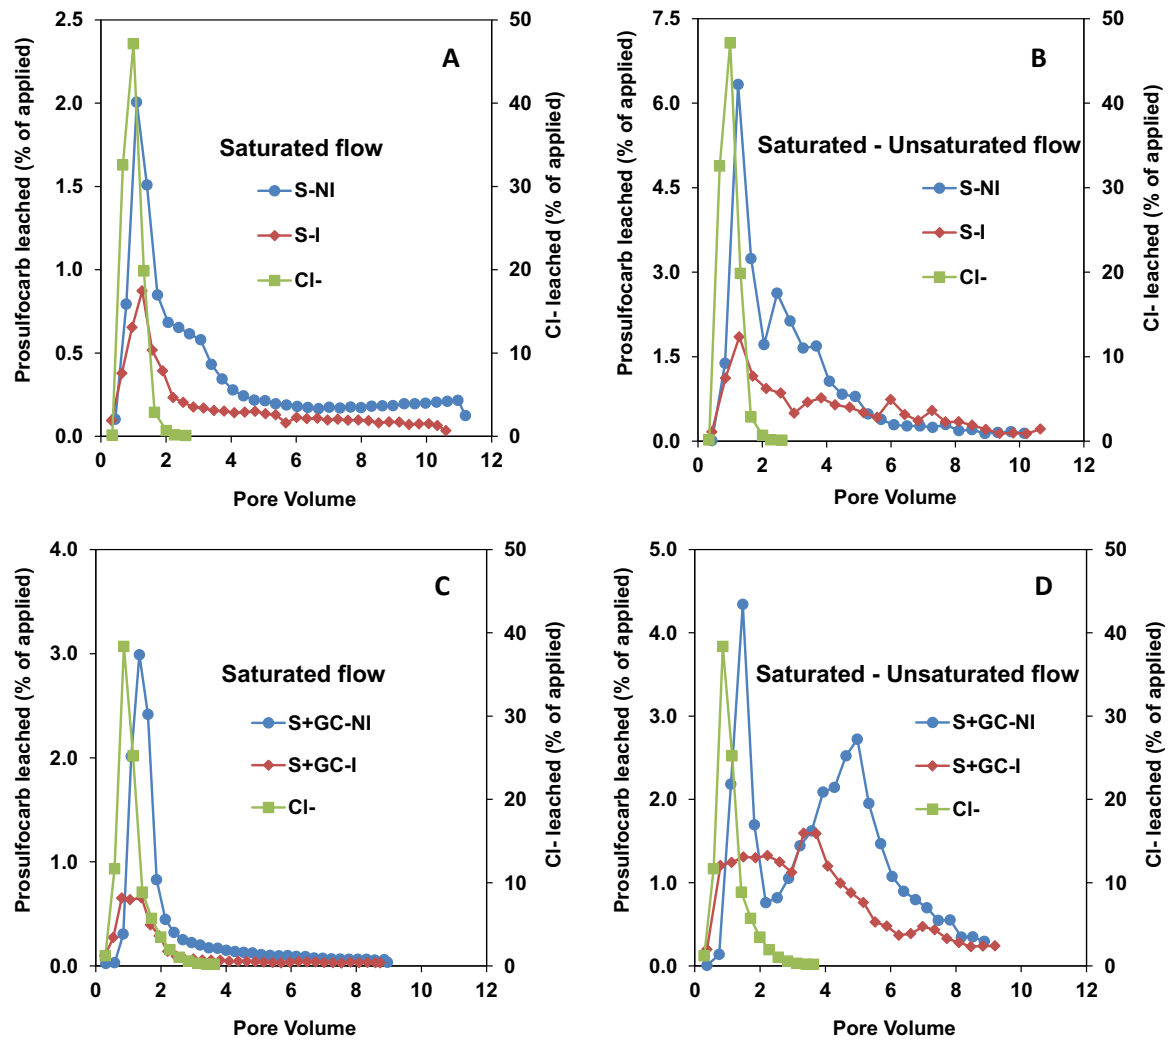 Prosulfocarb leached (% of applied)
2.5
2.0
1.5
1.0
0.5
0.0
A
Saturated flow
S-NI
S-I
Cl-
50
40
30
20
10
0
Cl- leached (% of applied)
0 2 4 6 8 10 12
Pore Volume
Prosulfocarb leached (% of applied)
7.5
6.0
4.5
3.0
1.5
0.0
B
Saturated - Unsaturated flow
S-NI
S-I
Cl-
50
40
30
20
10
0
Cl- leached (% of applied)
0 2 4 6 8 10 12
Pore Volume
Prosulfocarb leached (% of applied)
4.0
3.0
2.0
1.0
0.0
C
Saturated flow
S+GC-NI
S+GC-I
Cl-
50
40
30
20
10
0
Cl- leached (% of applied)
0 2 4 6 8 10 12
Pore Volume
Prosulfocarb leached (% of applied)
5.0
4.0
3.0
2.0
1.0
0.0
D
Saturated - Unsaturated flow
S+GC-NI
S+GC-I
Cl-
50
40
30
20
10
0
Cl- leached (% of applied)
0 2 4 6 8 10 12
Pore Volume